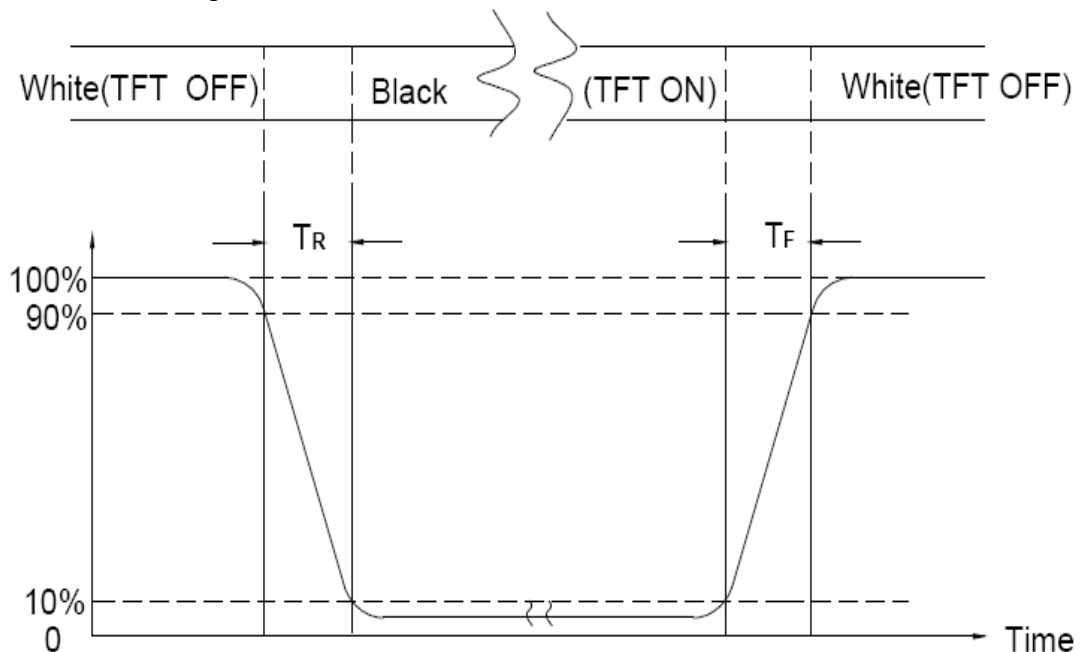 White(TFT OFF) Black (TFT ON) White(TFT OFF)
TR TF
100%
90%
10%
0 Time